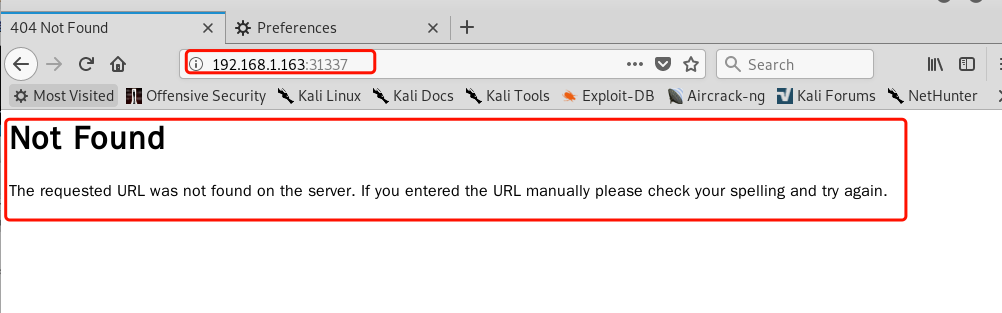 404 Not Found Preferences
192.168.1.163:31337 Search
Most Visited Offensive Security Kali Linux Kali Docs Kali Tools Exploit-DB Aircrack-ng Kali Forums NetHunter
Not Found
The requested URL was not found on the server. If you entered the URL manually please check your spelling and try again.